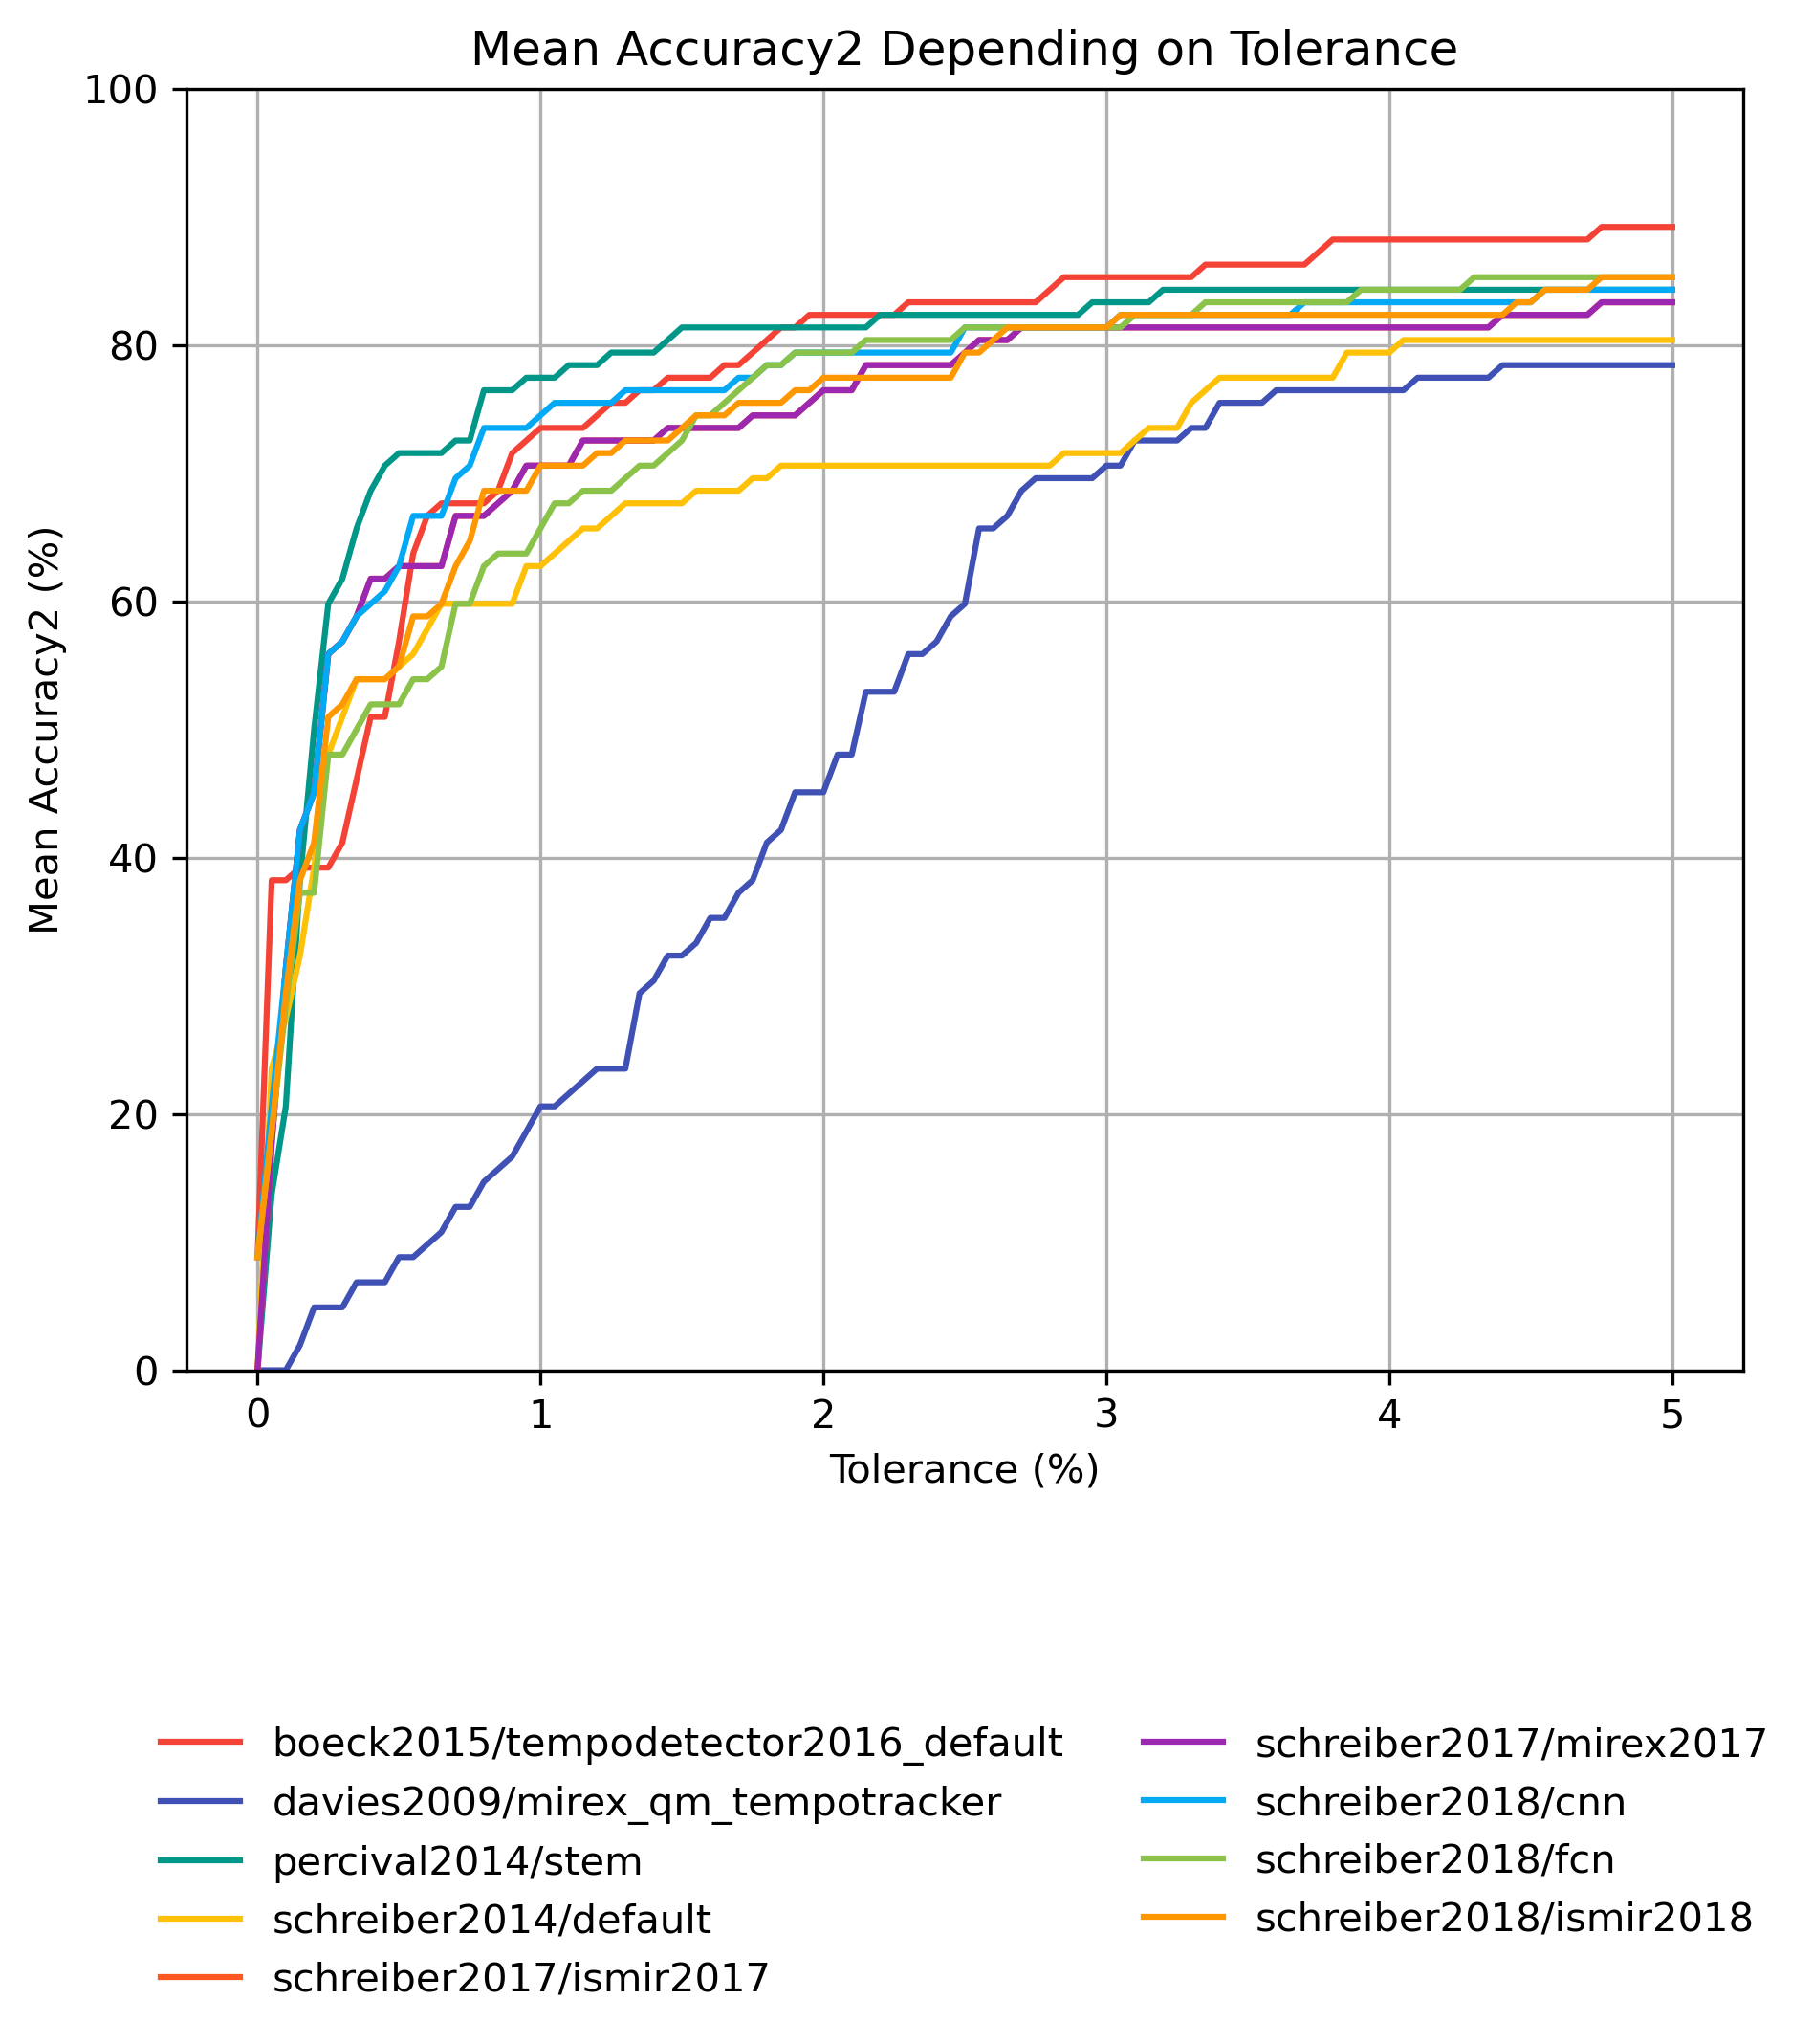 Mean Accuracy2 Depending on Tolerance
100
80
60
40
20
0
Mean Accuracy2 (%)
0 1 2 3 4 5
Tolerance (%)
boeck2015/tempodetector2016_default
davies2009/mirex_qm_tempotracker
percival2014/stem
schreiber2014/default
schreiber2017/ismir2017
schreiber2017/mirex2017
schreiber2018/cnn
schreiber2018/fcn
schreiber2018/ismir2018